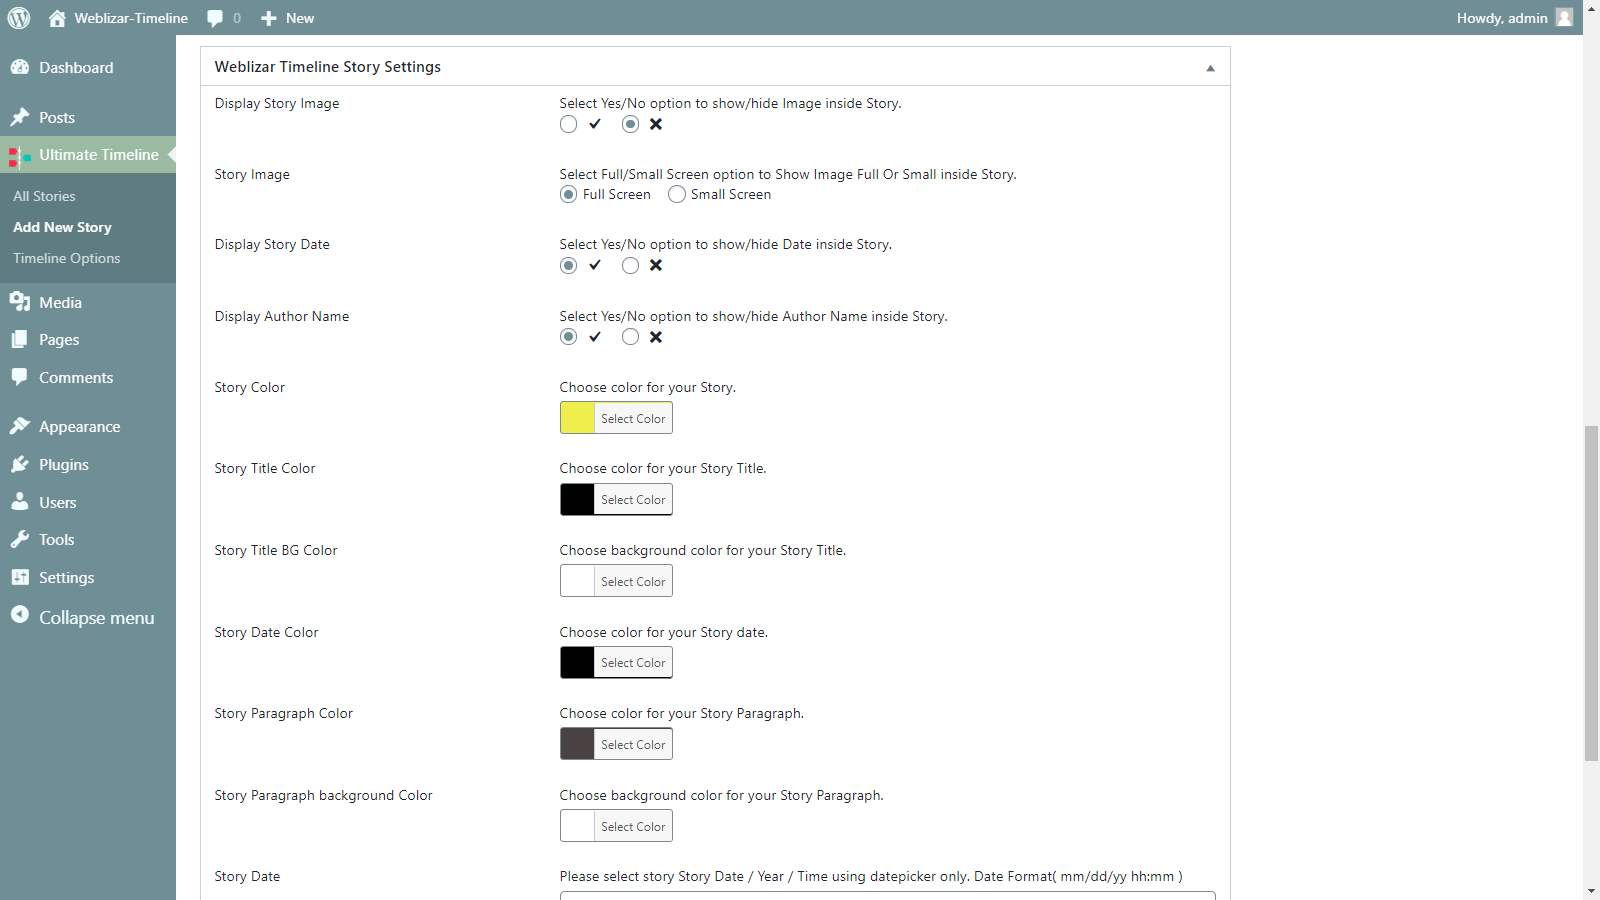 Weblizar-Timeline 0 New Howdy, admin
Dashboard
Posts
Ultimate Timeline
All Stories
Add New Story
Timeline Options
Media
Pages
Comments
Appearance
Plugins
Users
Tools
Settings
Collapse menu
Weblizar Timeline Story Settings
Display Story Image
Select Yes/No option to show/hide Image inside Story.
Story Image
Select Full/Small Screen option to Show Image Full Or Small inside Story.
Full Screen Small Screen
Display Story Date
Select Yes/No option to show/hide Date inside Story.
Display Author Name
Select Yes/No option to show/hide Author Name inside Story.
Story Color
Choose color for your Story.
Select Color
Story Title Color
Choose color for your Story Title.
Select Color
Story Title BG Color
Choose background color for your Story Title.
Select Color
Story Date Color
Choose color for your Story date.
Select Color
Story Paragraph Color
Choose color for your Story Paragraph.
Select Color
Story Paragraph background Color
Choose background color for your Story Paragraph.
Select Color
Story Date
Please select story Story Date / Year / Time using datepicker only. Date Format( mm/dd/yy hh:mm )